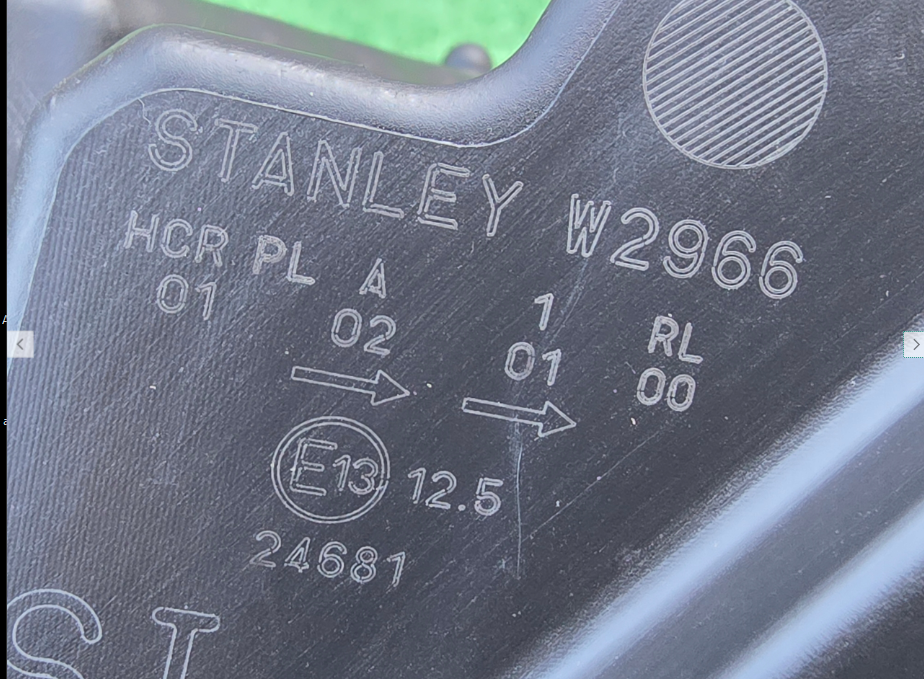 STANLEY W2966
HCR PL A 1 RL
01 02 01 00
E13 12.5
24681